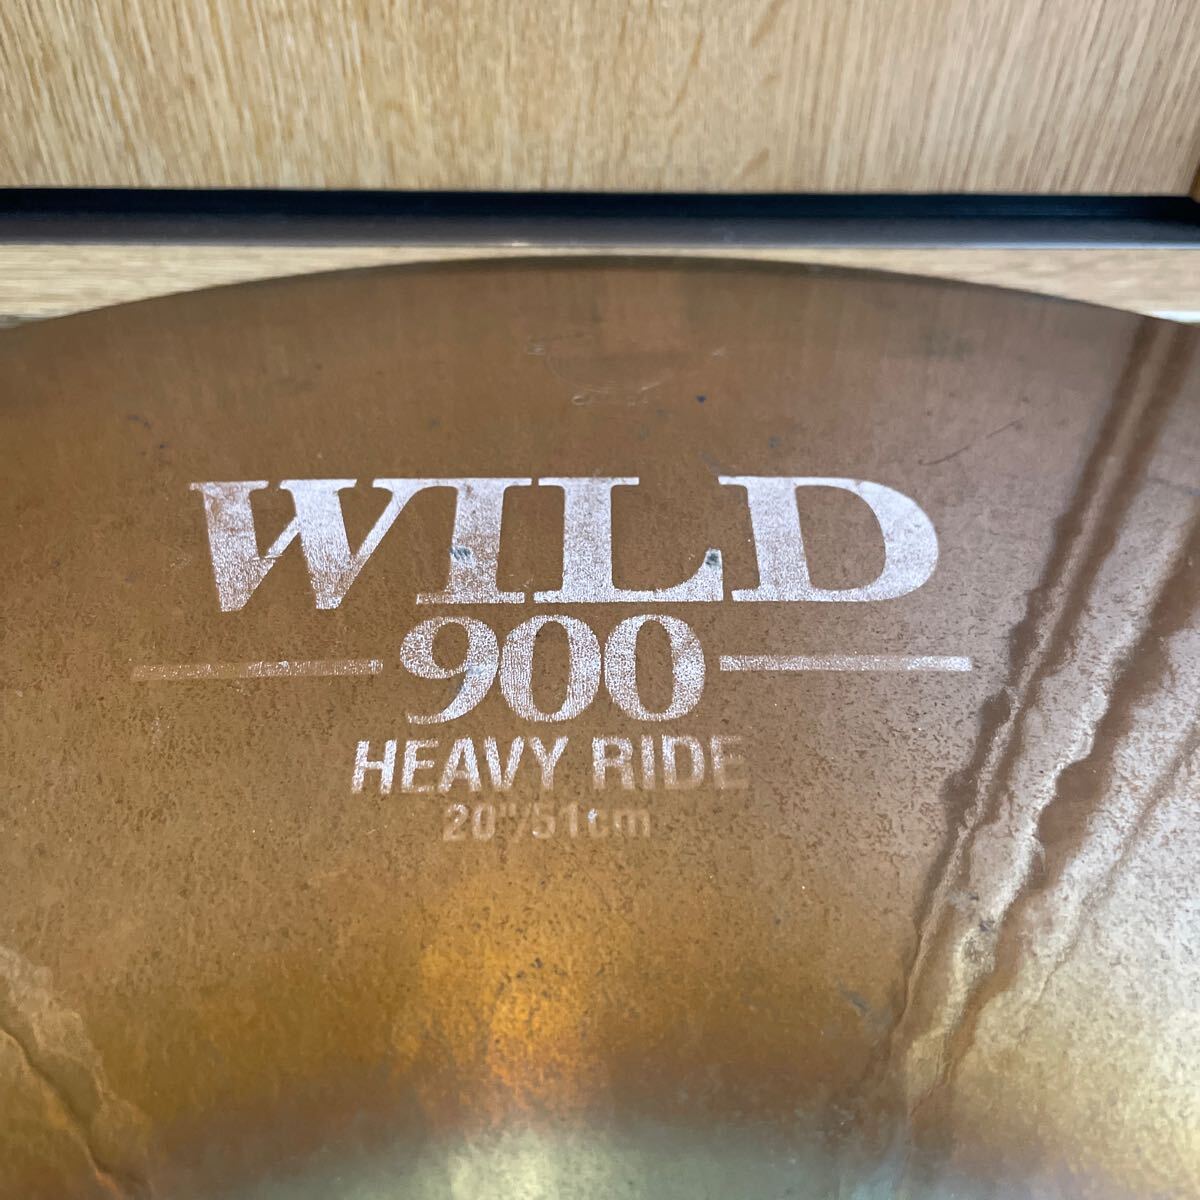 WILD
900
HEAVY RIDE
20"/51cm